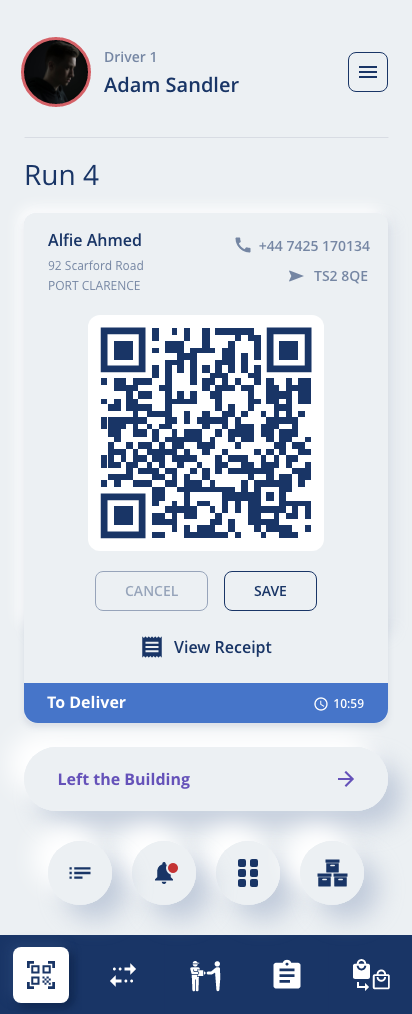 Driver 1
Adam Sandler
Run 4
Alfie Ahmed
+44 7425 170134
92 Scarford Road
TS2 8QE
PORT CLARENCE
CANCEL
SAVE
View Receipt
To Deliver
10:59
Left the Building